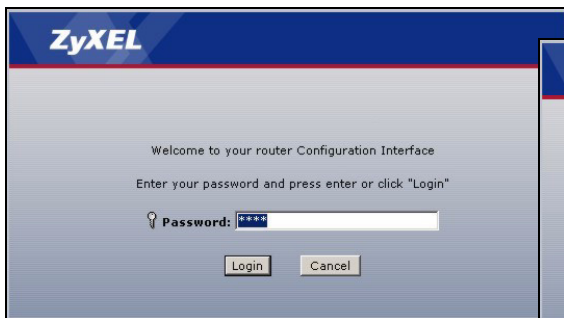 ZyXEL
Welcome to your router Configuration Interface
Enter your password and press enter or click "Login"
Password: ****
Login Cancel